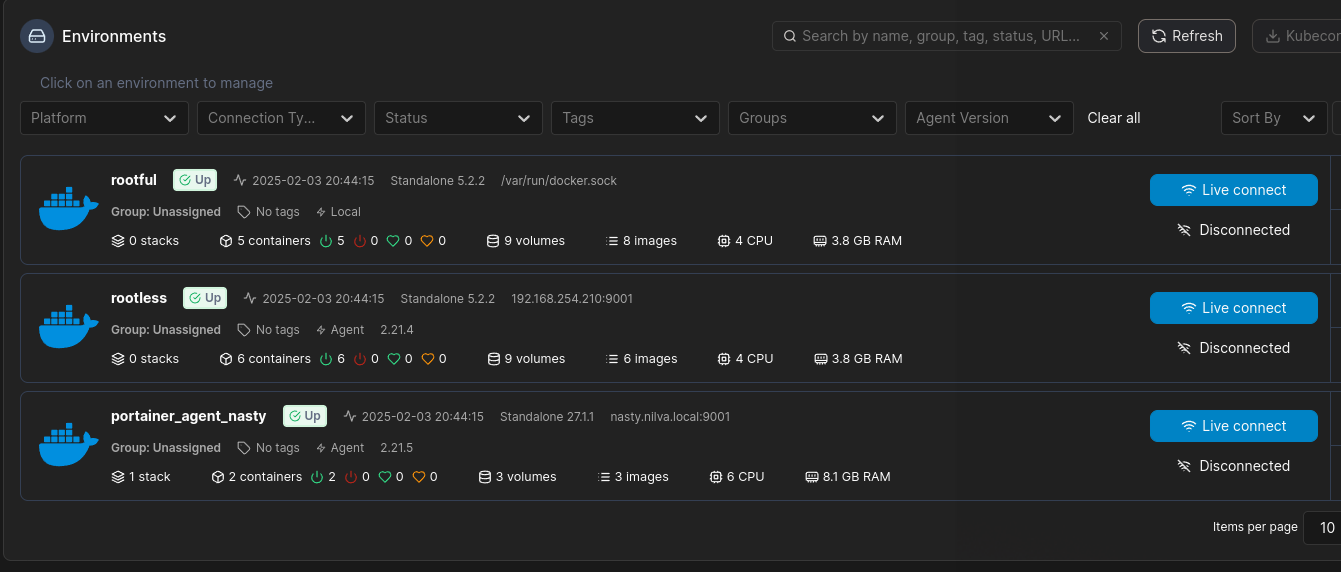 Environments
Search by name, group, tag, status, URL...
Refresh
Click on an environment to manage
Platform
Connection Ty...
Status
Tags
Groups
Agent Version
Clear all
Sort By
rootful Up 2025-02-03 20:44:15 Standalone 5.2.2 /var/run/docker.sock
Group: Unassigned No tags Local
0 stacks 5 containers 5 0 0 0 9 volumes 8 images 4 CPU 3.8 GB RAM
Live connect
Disconnected
rootless Up 2025-02-03 20:44:15 Standalone 5.2.2 192.168.254.210:9001
Group: Unassigned No tags Agent 2.21.4
0 stacks 6 containers 6 0 0 0 9 volumes 6 images 4 CPU 3.8 GB RAM
Live connect
Disconnected
portainer_agent_nasty Up 2025-02-03 20:44:15 Standalone 27.1.1 nasty.nilva.local:9001
Group: Unassigned No tags Agent 2.21.5
1 stack 2 containers 2 0 0 0 3 volumes 3 images 6 CPU 8.1 GB RAM
Live connect
Disconnected
Items per page 10